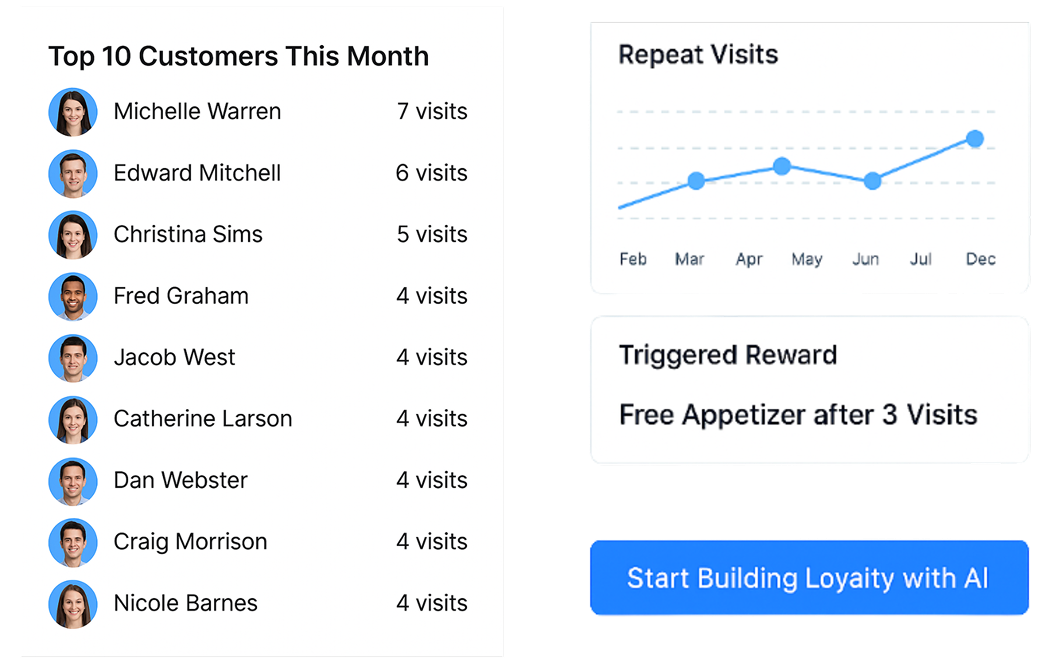 Top 10 Customers This Month
Michelle Warren 7 visits
Edward Mitchell 6 visits
Christina Sims 5 visits
Fred Graham 4 visits
Jacob West 4 visits
Catherine Larson 4 visits
Dan Webster 4 visits
Craig Morrison 4 visits
Nicole Barnes 4 visits
Repeat Visits
Feb Mar Apr May Jun Jul Dec
Triggered Reward
Free Appetizer after 3 Visits
Start Building Loyaity with AI